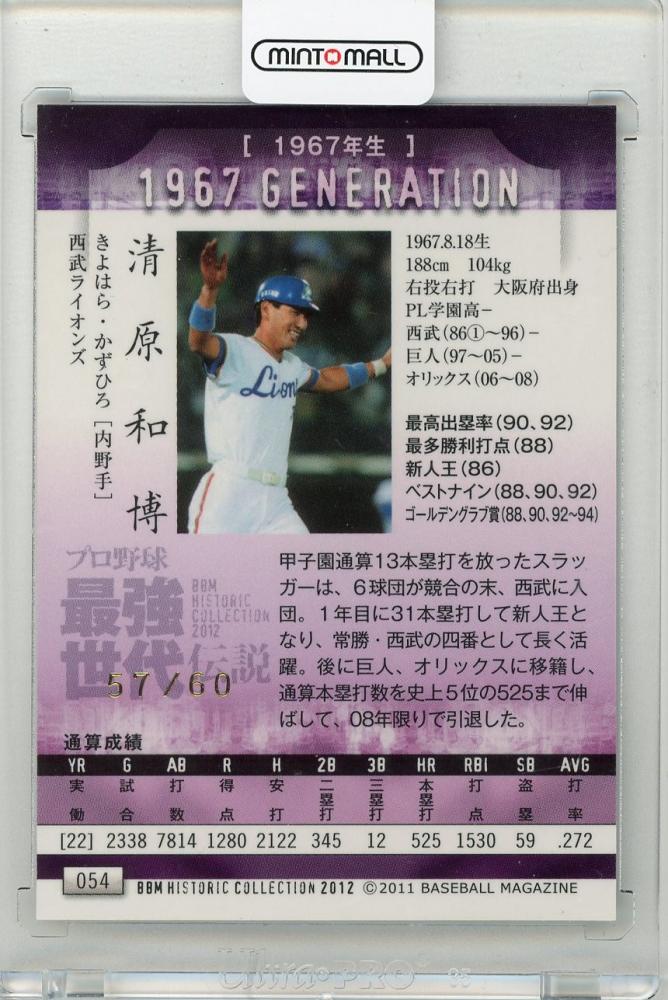 MINTOMALL
[ 1967年生 ]
1967 GENERATION
清原和博
きよはら・かずひろ [内野手]
西武ライオンズ
Lion
1967.8.18生
188cm 104kg
右投右打 大阪府出身
PL学園高−
西武(86①〜96)−
巨人(97〜05)−
オリックス(06〜08)
最高出塁率(90、92)
最多勝利打点(88)
新人王(86)
ベストナイン(88、90、92)
ゴールデングラブ賞(88、90、92〜94)
プロ野球
最強
世代伝説
BBM
HISTORIC
COLLECTION
2012
57/60
甲子園通算13本塁打を放ったスラッ
ガーは、6球団が競合の末、西武に入
団。1年目に31本塁打して新人王と
なり、常勝・西武の四番として長く活
躍。後に巨人、オリックスに移籍し、
通算本塁打数を史上5位の525まで伸
ばして、08年限りで引退した。
通算成績
YR G AB R H 2B 3B HR RBI SB AVG
実働 試合 打数 得点 安打 二塁打 三塁打 本塁打 打点 盗塁 打率
[22] 2338 7814 1280 2122 345 12 525 1530 59 .272
054 BBM HISTORIC COLLECTION 2012 ©2011 BASEBALL MAGAZINE
Ultra·PRO